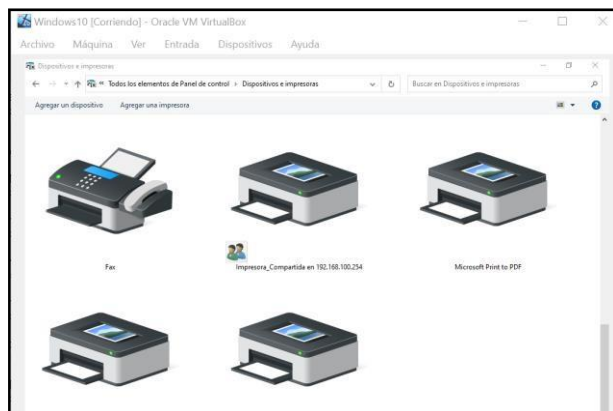 Windows10 [Corriendo] - Oracle VM VirtualBox
Archivo Máquina Ver Entrada Dispositivos Ayuda
Dispositivos e impresoras
Todos los elementos de Panel de control › Dispositivos e impresoras
Buscar en Dispositivos e impresoras
Agregar un dispositivo Agregar una impresora
Fax
Impresora_Compartida en 192.168.100.254
Microsoft Print to PDF